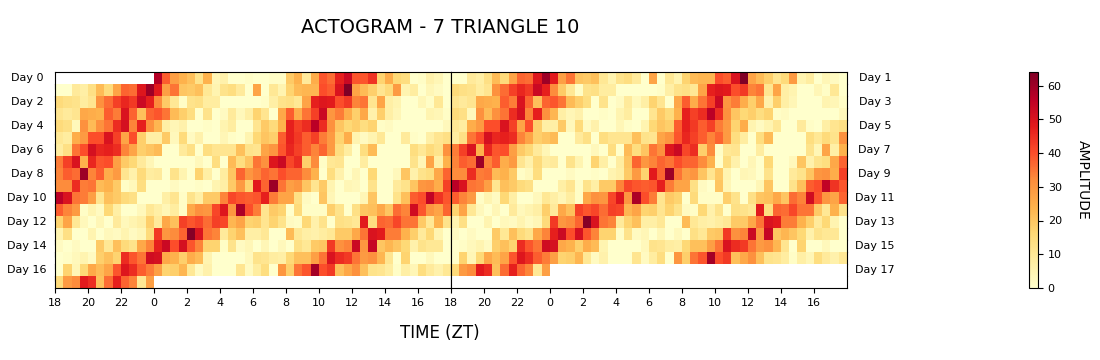 ACTOGRAM - 7 TRIANGLE 10
Day 0 Day 1
Day 2 Day 3
Day 4 Day 5
Day 6 Day 7
Day 8 Day 9
Day 10 Day 11
Day 12 Day 13
Day 14 Day 15
Day 16 Day 17
18 20 22 0 2 4 6 8 10 12 14 16 18 20 22 0 2 4 6 8 10 12 14 16
TIME (ZT)
60
50
40
30
20
10
0
AMPLITUDE